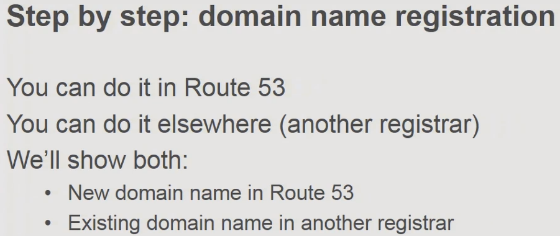 Step by step: domain name registration
You can do it in Route 53
You can do it elsewhere (another registrar)
We'll show both:
• New domain name in Route 53
• Existing domain name in another registrar